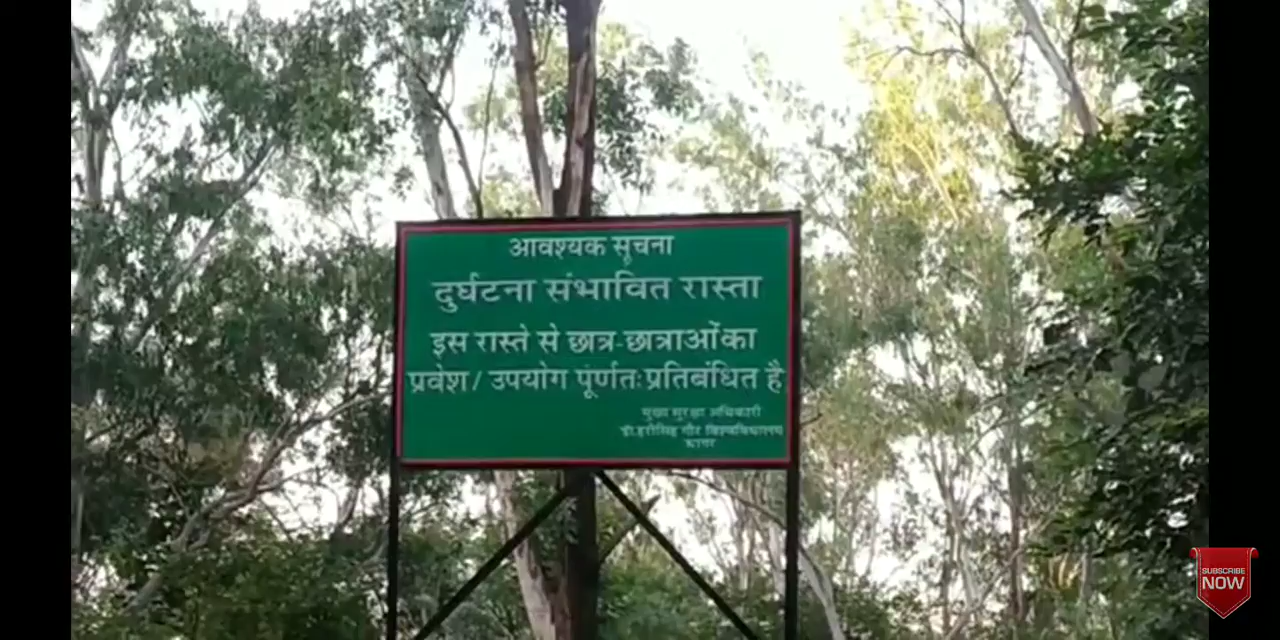 आवश्यक सूचना
दुर्घटना संभावित रास्ता
इस रास्ते से छात्र-छात्राओं का
प्रवेश / उपयोग पूंर्णतः प्रतिबंधित है
मुख्य सुरक्षा अधिकारी
डॉ.हरीसिंह गौर विश्वविद्यालय
सागर
SUBSCRIBE
NOW